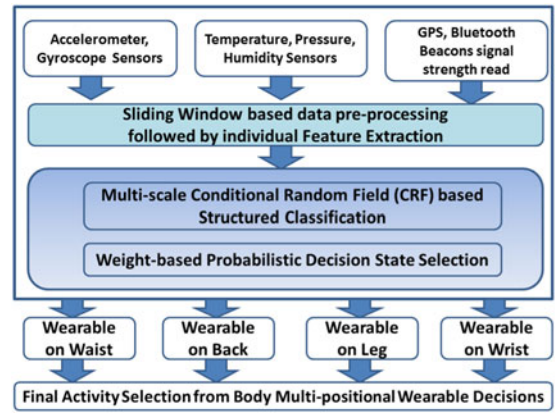 Accelerometer,
Gyroscope Sensors
Temperature, Pressure,
Humidity Sensors
GPS, Bluetooth
Beacons signal
strength read
Sliding Window based data pre-processing
followed by individual Feature Extraction
Multi-scale Conditional Random Field (CRF) based
Structured Classification
Weight-based Probabilistic Decision State Selection
Wearable
on Waist
Wearable
on Back
Wearable
on Leg
Wearable
on Wrist
Final Activity Selection from Body Multi-positional Wearable Decisions